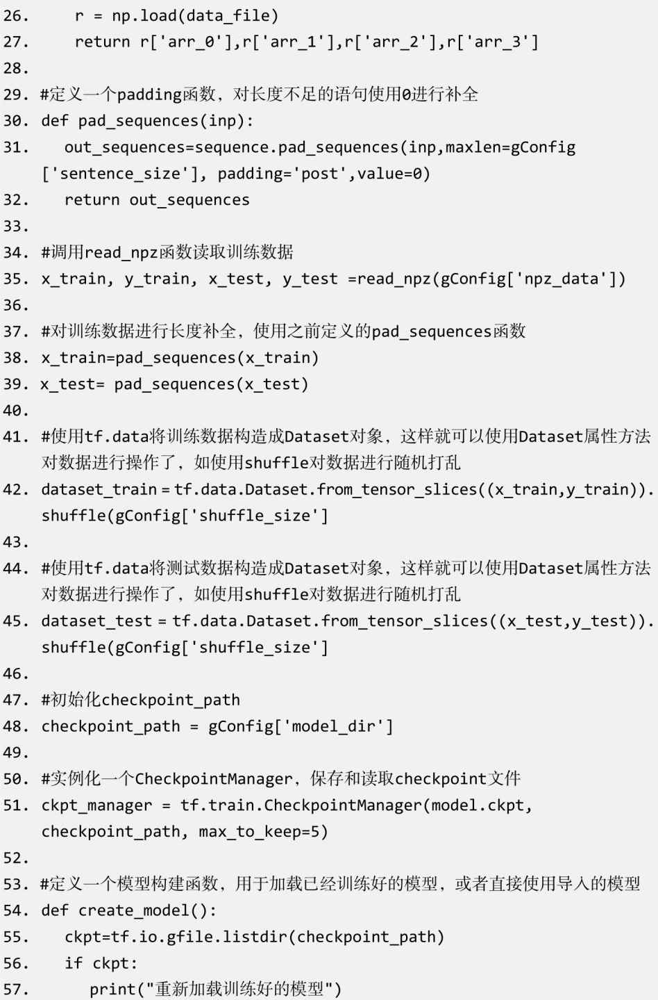 26.    r = np.load(data_file)
27.    return r['arr_0'],r['arr_1'],r['arr_2'],r['arr_3']
28.
29. #定义一个padding函数，对长度不足的语句使用0进行补全
30. def pad_sequences(inp):
31.    out_sequences=sequence.pad_sequences(inp,maxlen=gConfig
['sentence_size'], padding='post',value=0)
32.    return out_sequences
33.
34. #调用read_npz函数读取训练数据
35. x_train, y_train, x_test, y_test =read_npz(gConfig['npz_data'])
36.
37. #对训练数据进行长度补全，使用之前定义的pad_sequences函数
38. x_train=pad_sequences(x_train)
39. x_test= pad_sequences(x_test)
40.
41. #使用tf.data将训练数据构造成Dataset对象，这样就可以使用Dataset属性方法
对数据进行操作了，如使用shuffle对数据进行随机打乱
42. dataset_train = tf.data.Dataset.from_tensor_slices((x_train,y_train)).
shuffle(gConfig['shuffle_size']
43.
44. #使用tf.data将测试数据构造成Dataset对象，这样就可以使用Dataset属性方法
对数据进行操作了，如使用shuffle对数据进行随机打乱
45. dataset_test = tf.data.Dataset.from_tensor_slices((x_test,y_test)).
shuffle(gConfig['shuffle_size']
46.
47. #初始化checkpoint_path
48. checkpoint_path = gConfig['model_dir']
49.
50. #实例化一个CheckpointManager，保存和读取checkpoint文件
51. ckpt_manager = tf.train.CheckpointManager(model.ckpt,
checkpoint_path, max_to_keep=5)
52.
53. #定义一个模型构建函数，用于加载已经训练好的模型，或者直接使用导入的模型
54. def create_model():
55.    ckpt=tf.io.gfile.listdir(checkpoint_path)
56.    if ckpt:
57.       print("重新加载训练好的模型")